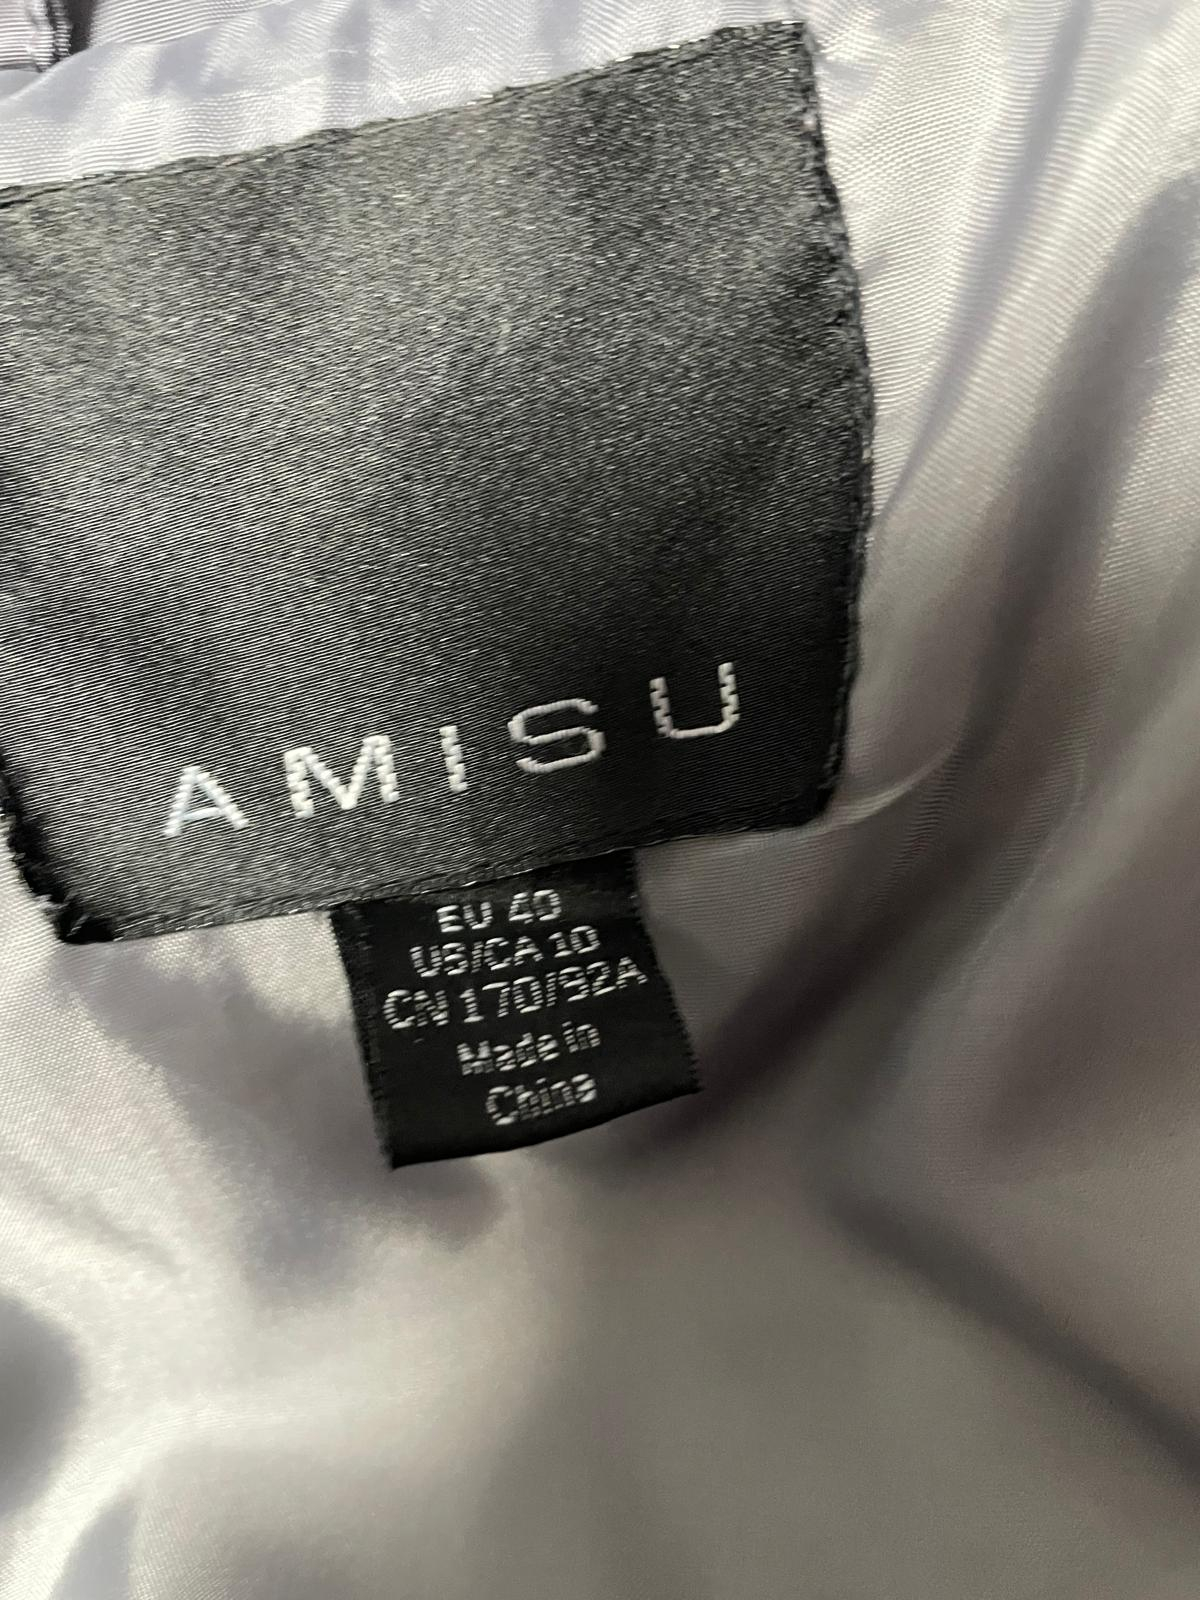 AMISU
EU 40
US/CA 10
CN 170/92A
Made in
China